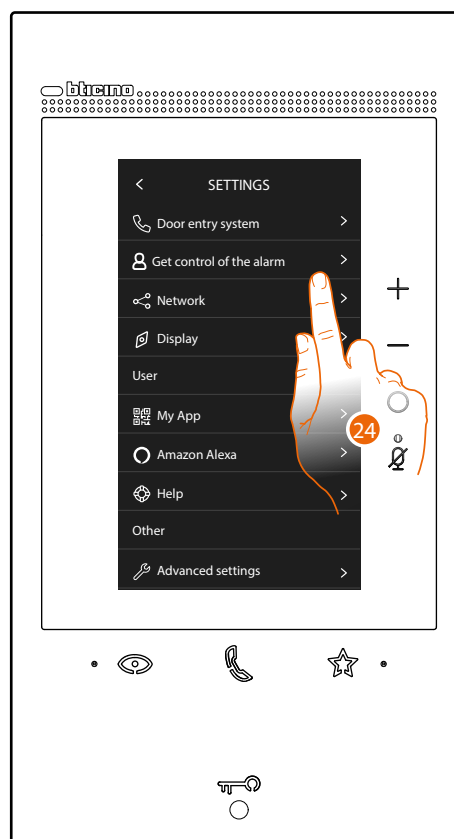 bticino
< SETTINGS
Door entry system >
Get control of the alarm >
Network >
Display
User
My App >
24
Amazon Alexa >
Help >
Other
Advanced settings >